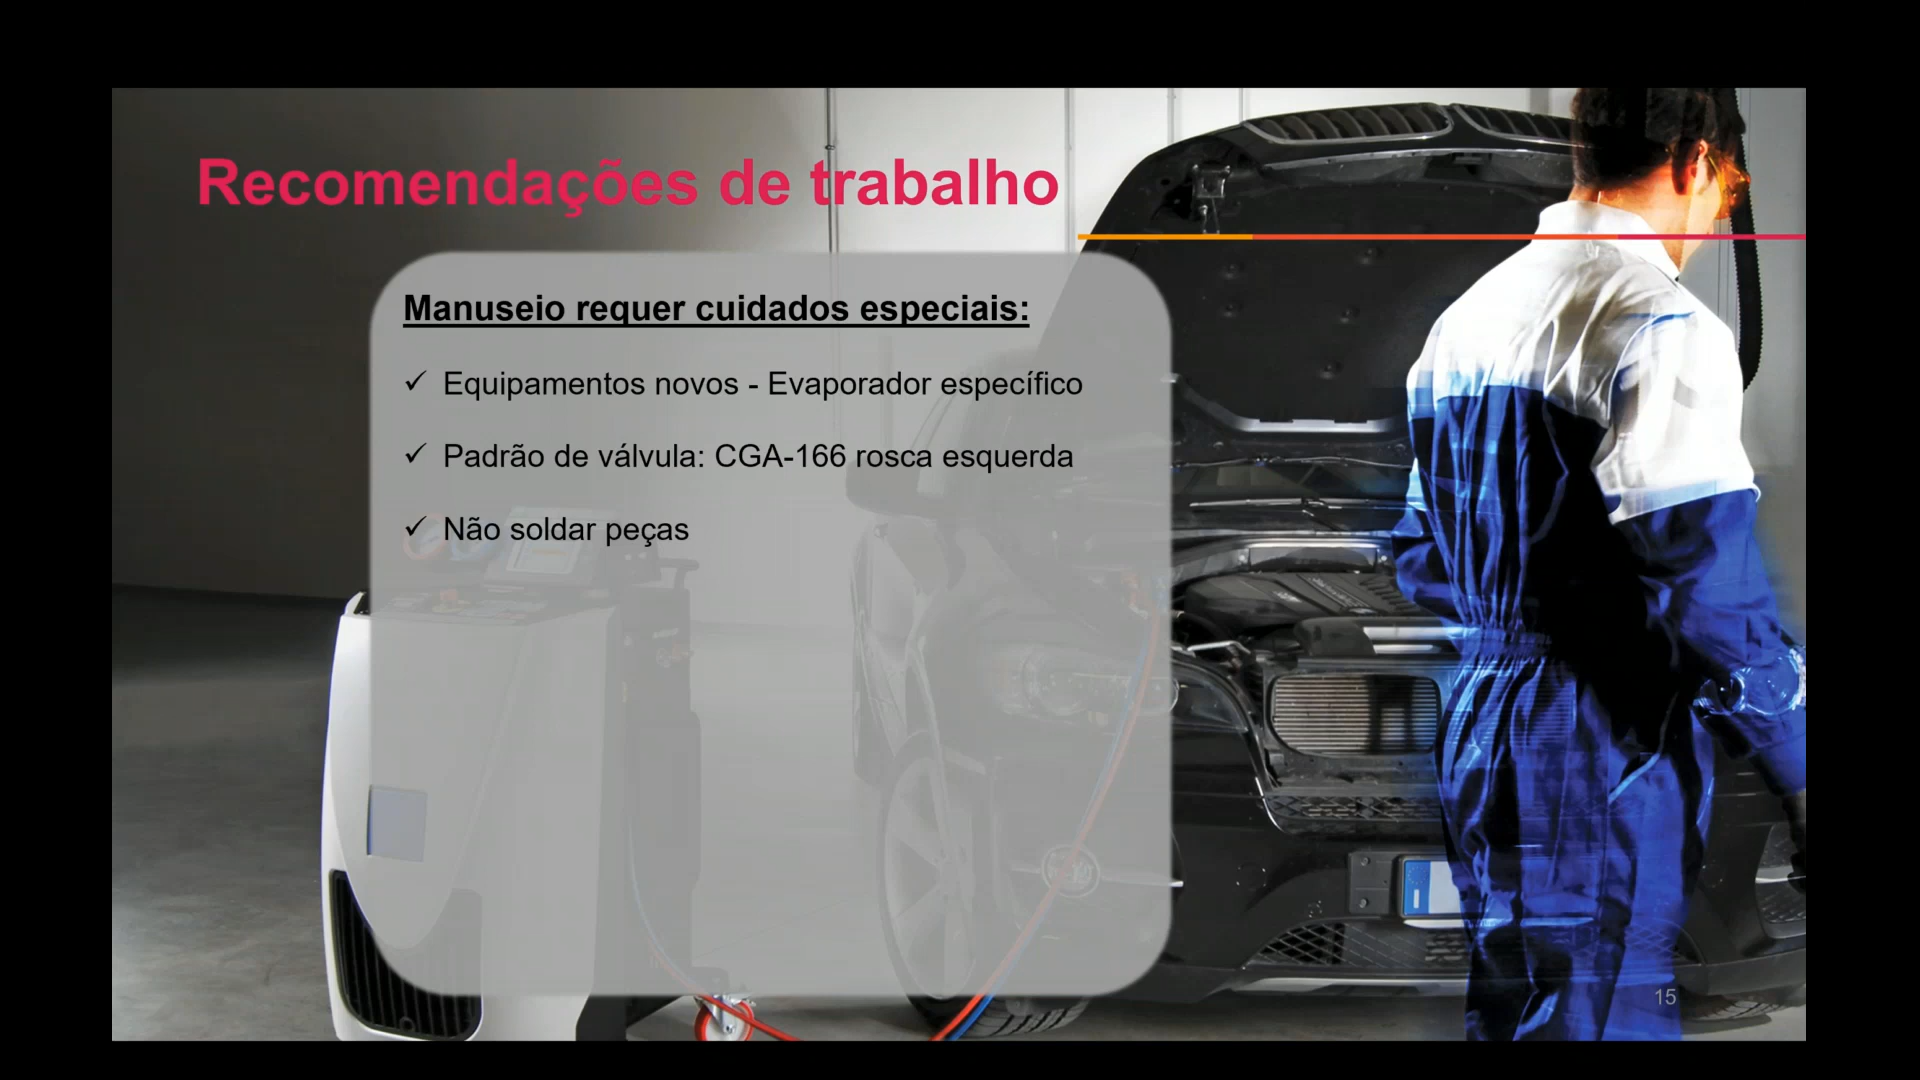 Recomendações de trabalho
Manuseio requer cuidados especiais:
✓ Equipamentos novos - Evaporador específico
✓ Padrão de válvula: CGA-166 rosca esquerda
✓ Não soldar peças
15